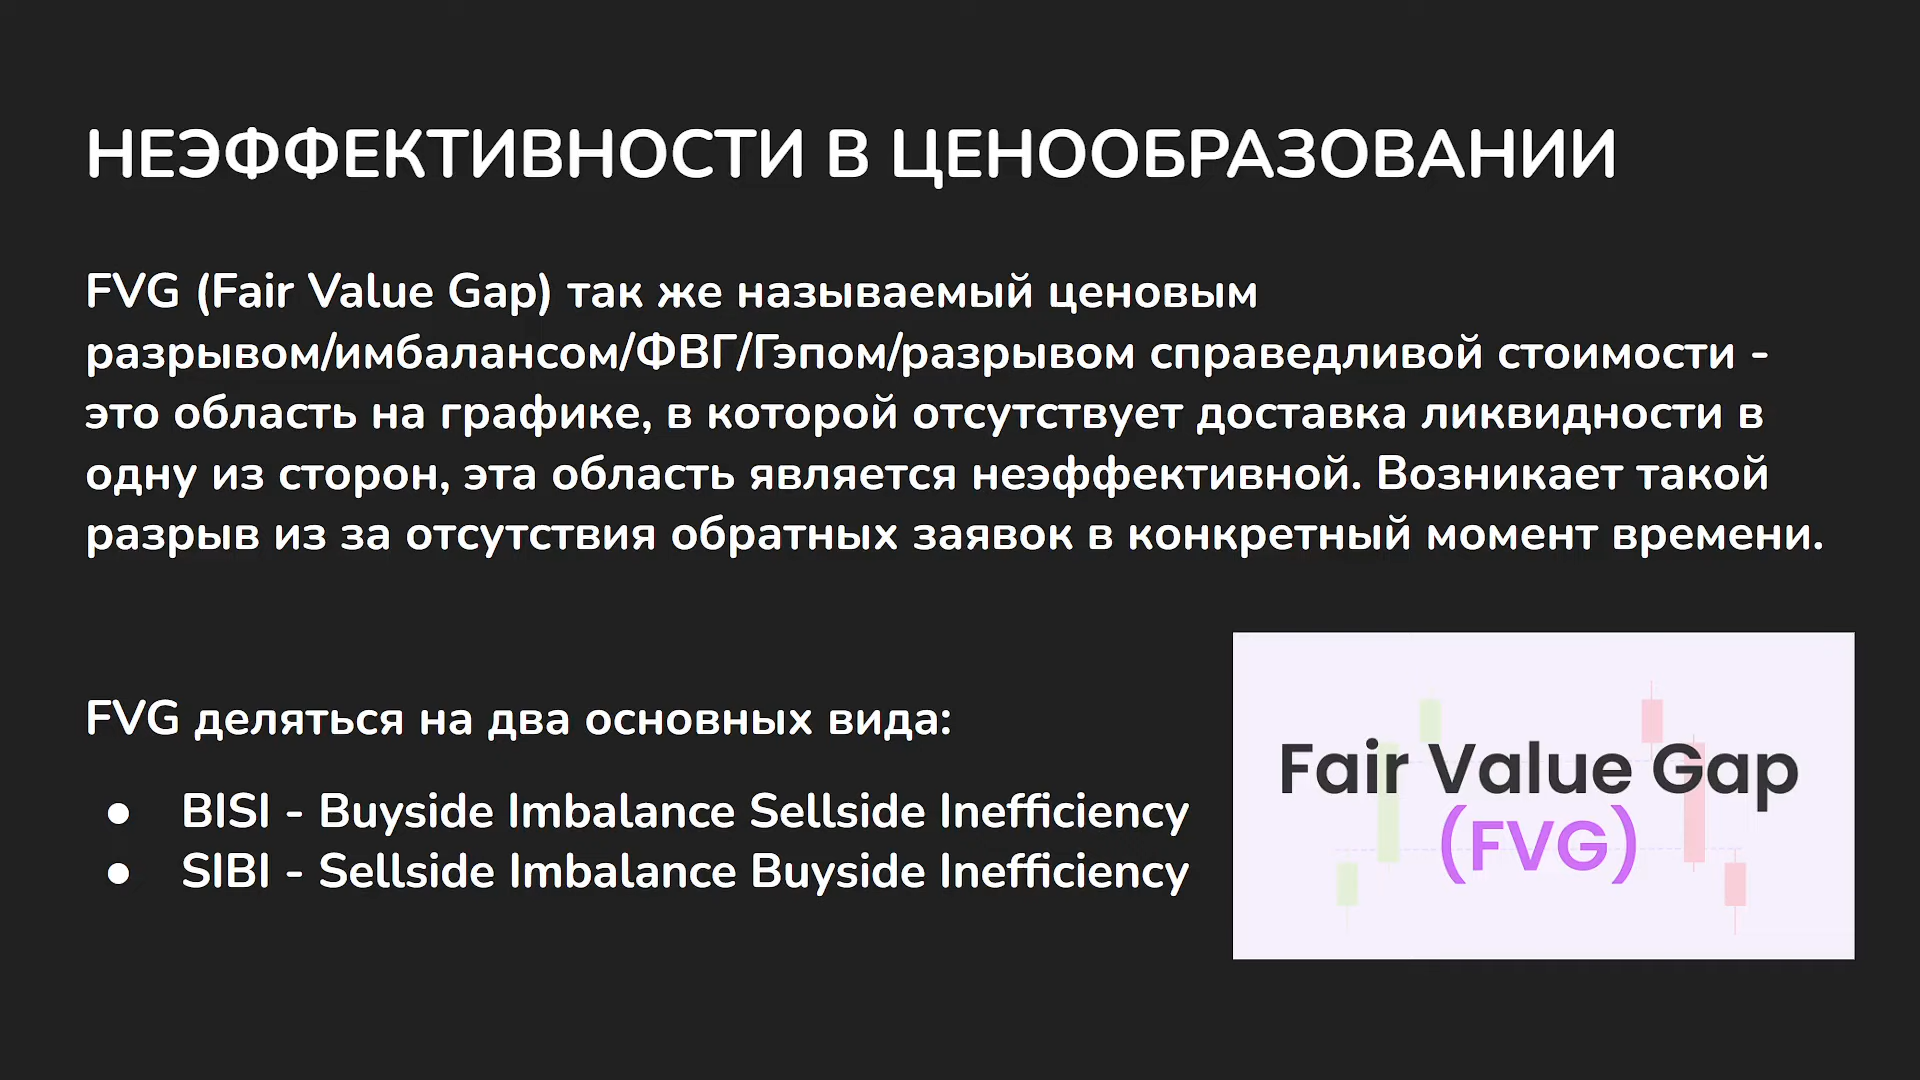 НЕЭФФЕКТИВНОСТИ В ЦЕНООБРАЗОВАНИИ
FVG (Fair Value Gap) так же называемый ценовым
разрывом/имбалансом/ФВГ/Гэпом/разрывом справедливой стоимости -
это область на графике, в которой отсутствует доставка ликвидности в
одну из сторон, эта область является неэффективной. Возникает такой
разрыв из за отсутствия обратных заявок в конкретный момент времени.
FVG деляться на два основных вида:
● BISI - Buyside Imbalance Sellside Inefficiency
● SIBI - Sellside Imbalance Buyside Inefficiency
Fair Value Gap
(FVG)